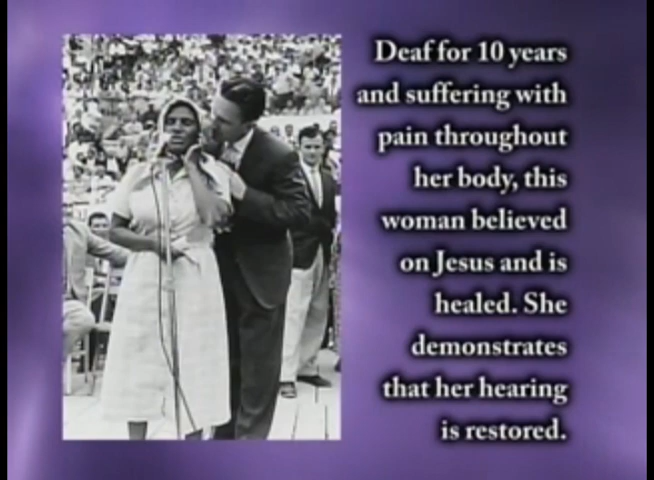 Deaf for 10 years
and suffering with
pain throughout
her body, this
woman believed
on Jesus and is
healed. She
demonstrates
that her hearing
is restored.